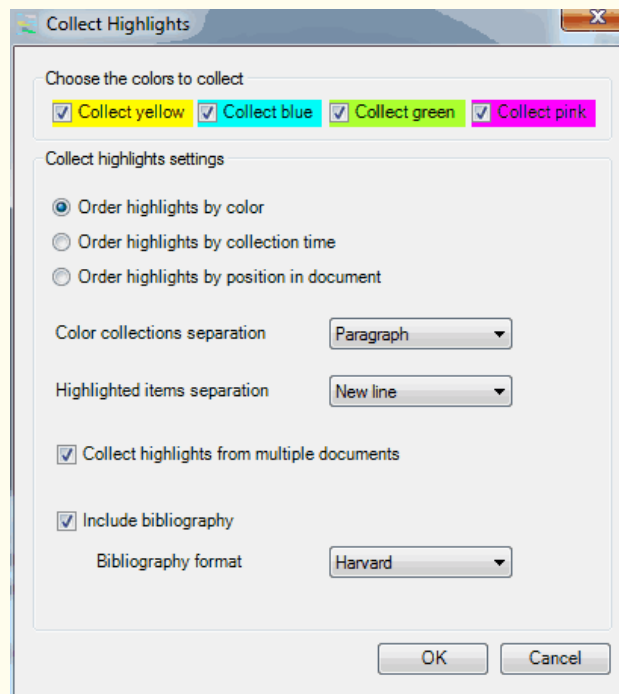 Collect Highlights
Choose the colors to collect
Collect yellow Collect blue Collect green Collect pink
Collect highlights settings
Order highlights by color
Order highlights by collection time
Order highlights by position in document
Color collections separation Paragraph
Highlighted items separation New line
Collect highlights from multiple documents
Include bibliography
Bibliography format Harvard
OK Cancel